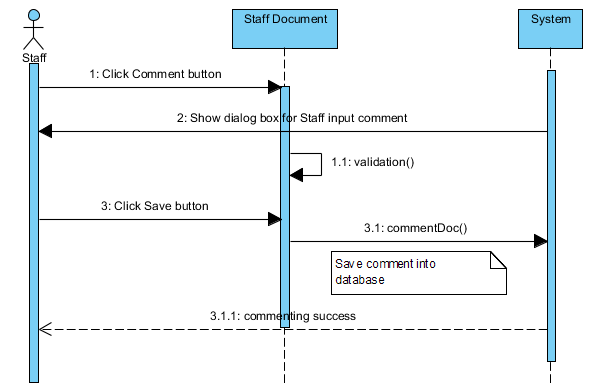 Staff Document
System
Staff
1: Click Comment button
2: Show dialog box for Staff input comment
1.1: validation()
3: Click Save button
3.1: commentDoc()
Save comment into
database
3.1.1: commenting success